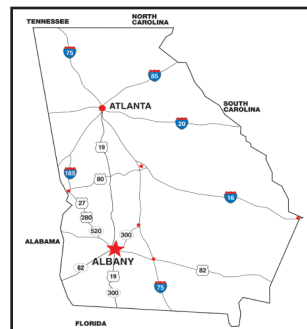 TENNESSEE
NORTH
CAROLINA
75
85
ATLANTA
SOUTH
CAROLINA
20
19
185
80
16
27
280
520
300
ALABAMA
ALBANY
62
82
19
75
300
FLORIDA